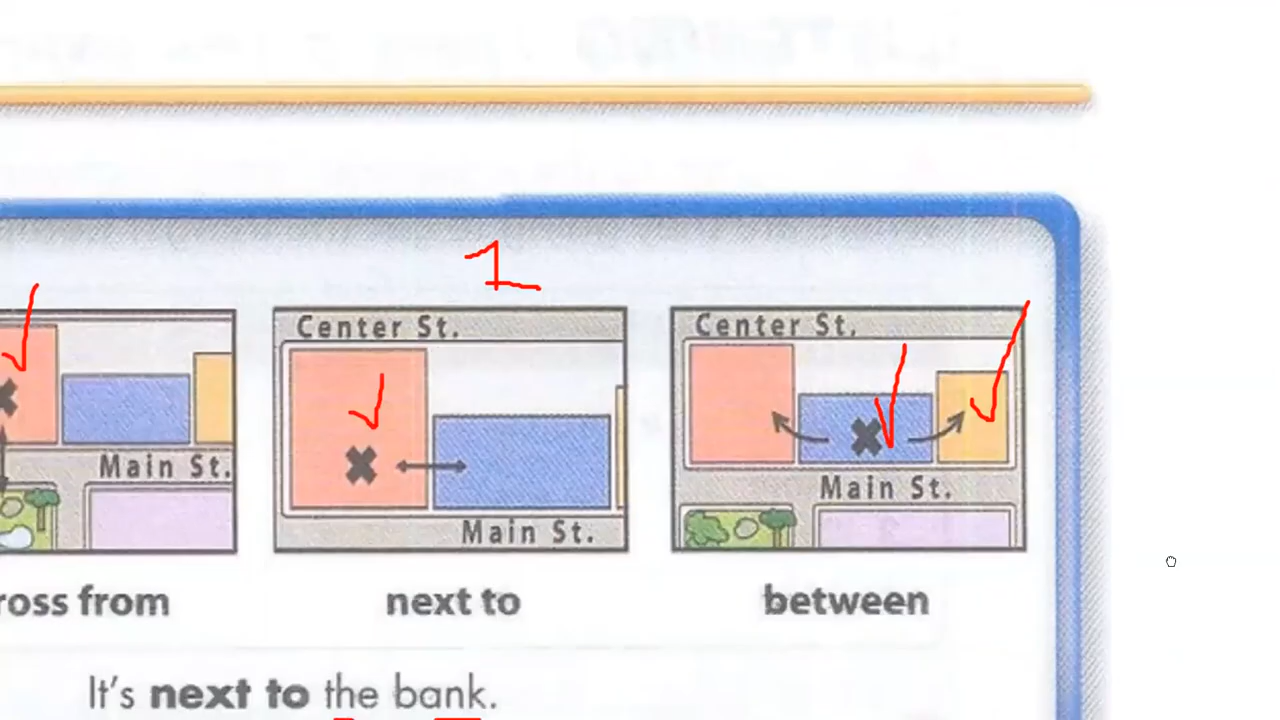 1
Center St.
Main St.
Main St.
Center St.
Main St.
ross from
next to
between
It's next to the bank.